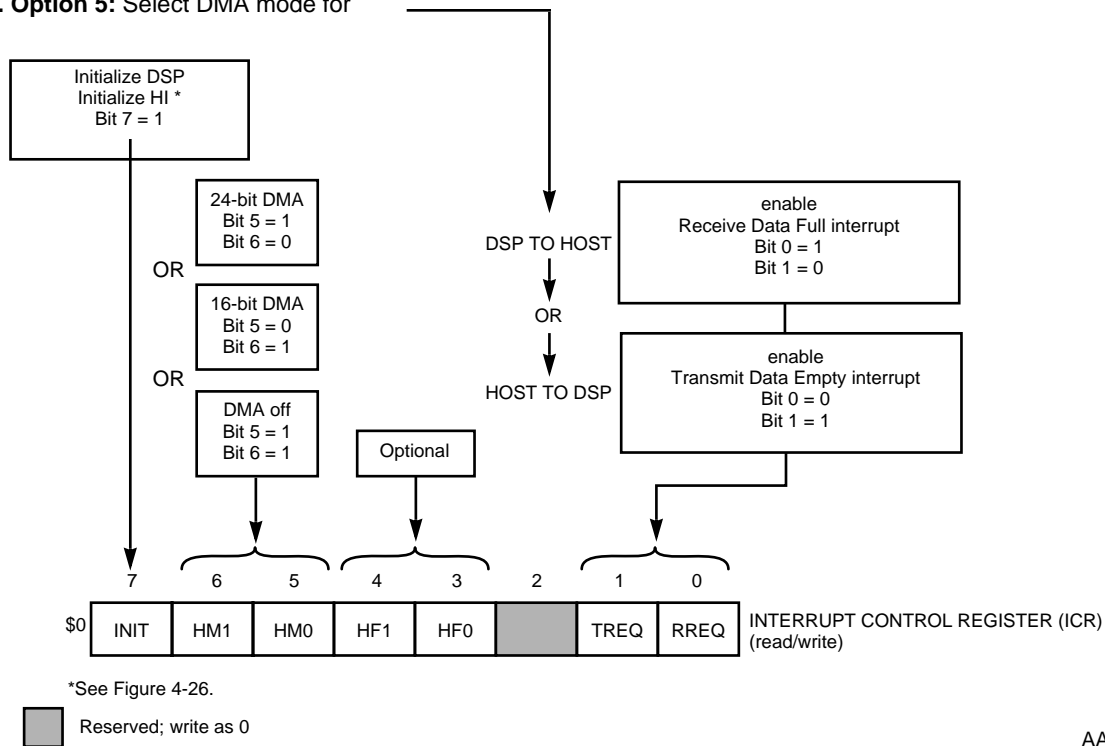 . Option 5: Select DMA mode for
Initialize DSP
Initialize HI *
Bit 7 = 1
24-bit DMA
Bit 5 = 1
Bit 6 = 0
OR
16-bit DMA
Bit 5 = 0
Bit 6 = 1
OR
DMA off
Bit 5 = 1
Bit 6 = 1
Optional
DSP TO HOST
OR
HOST TO DSP
enable
Receive Data Full interrupt
Bit 0 = 1
Bit 1 = 0
enable
Transmit Data Empty interrupt
Bit 0 = 0
Bit 1 = 1
7 6 5 4 3 2 1 0
$0 INIT HM1 HM0 HF1 HF0 TREQ RREQ
INTERRUPT CONTROL REGISTER (ICR)
(read/write)
*See Figure 4-26.
Reserved; write as 0
AA